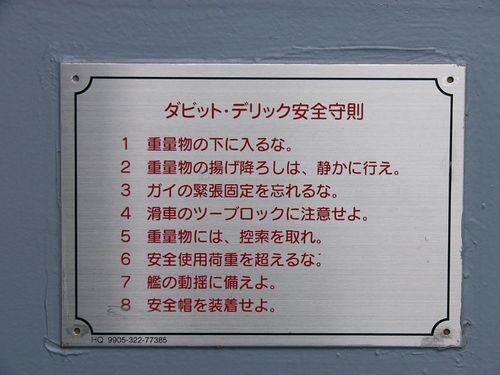 ダビット・デリック安全守則
1 重量物の下に入るな。
2 重量物の揚げ降ろしは、静かに行え。
3 ガイの緊張固定を忘れるな。
4 滑車のツーブロックに注意せよ。
5 重量物には、控索を取れ。
6 安全使用荷重を超えるな。
7 艦の動揺に備えよ。
8 安全帽を装着せよ。
HQ 9905-322-77385